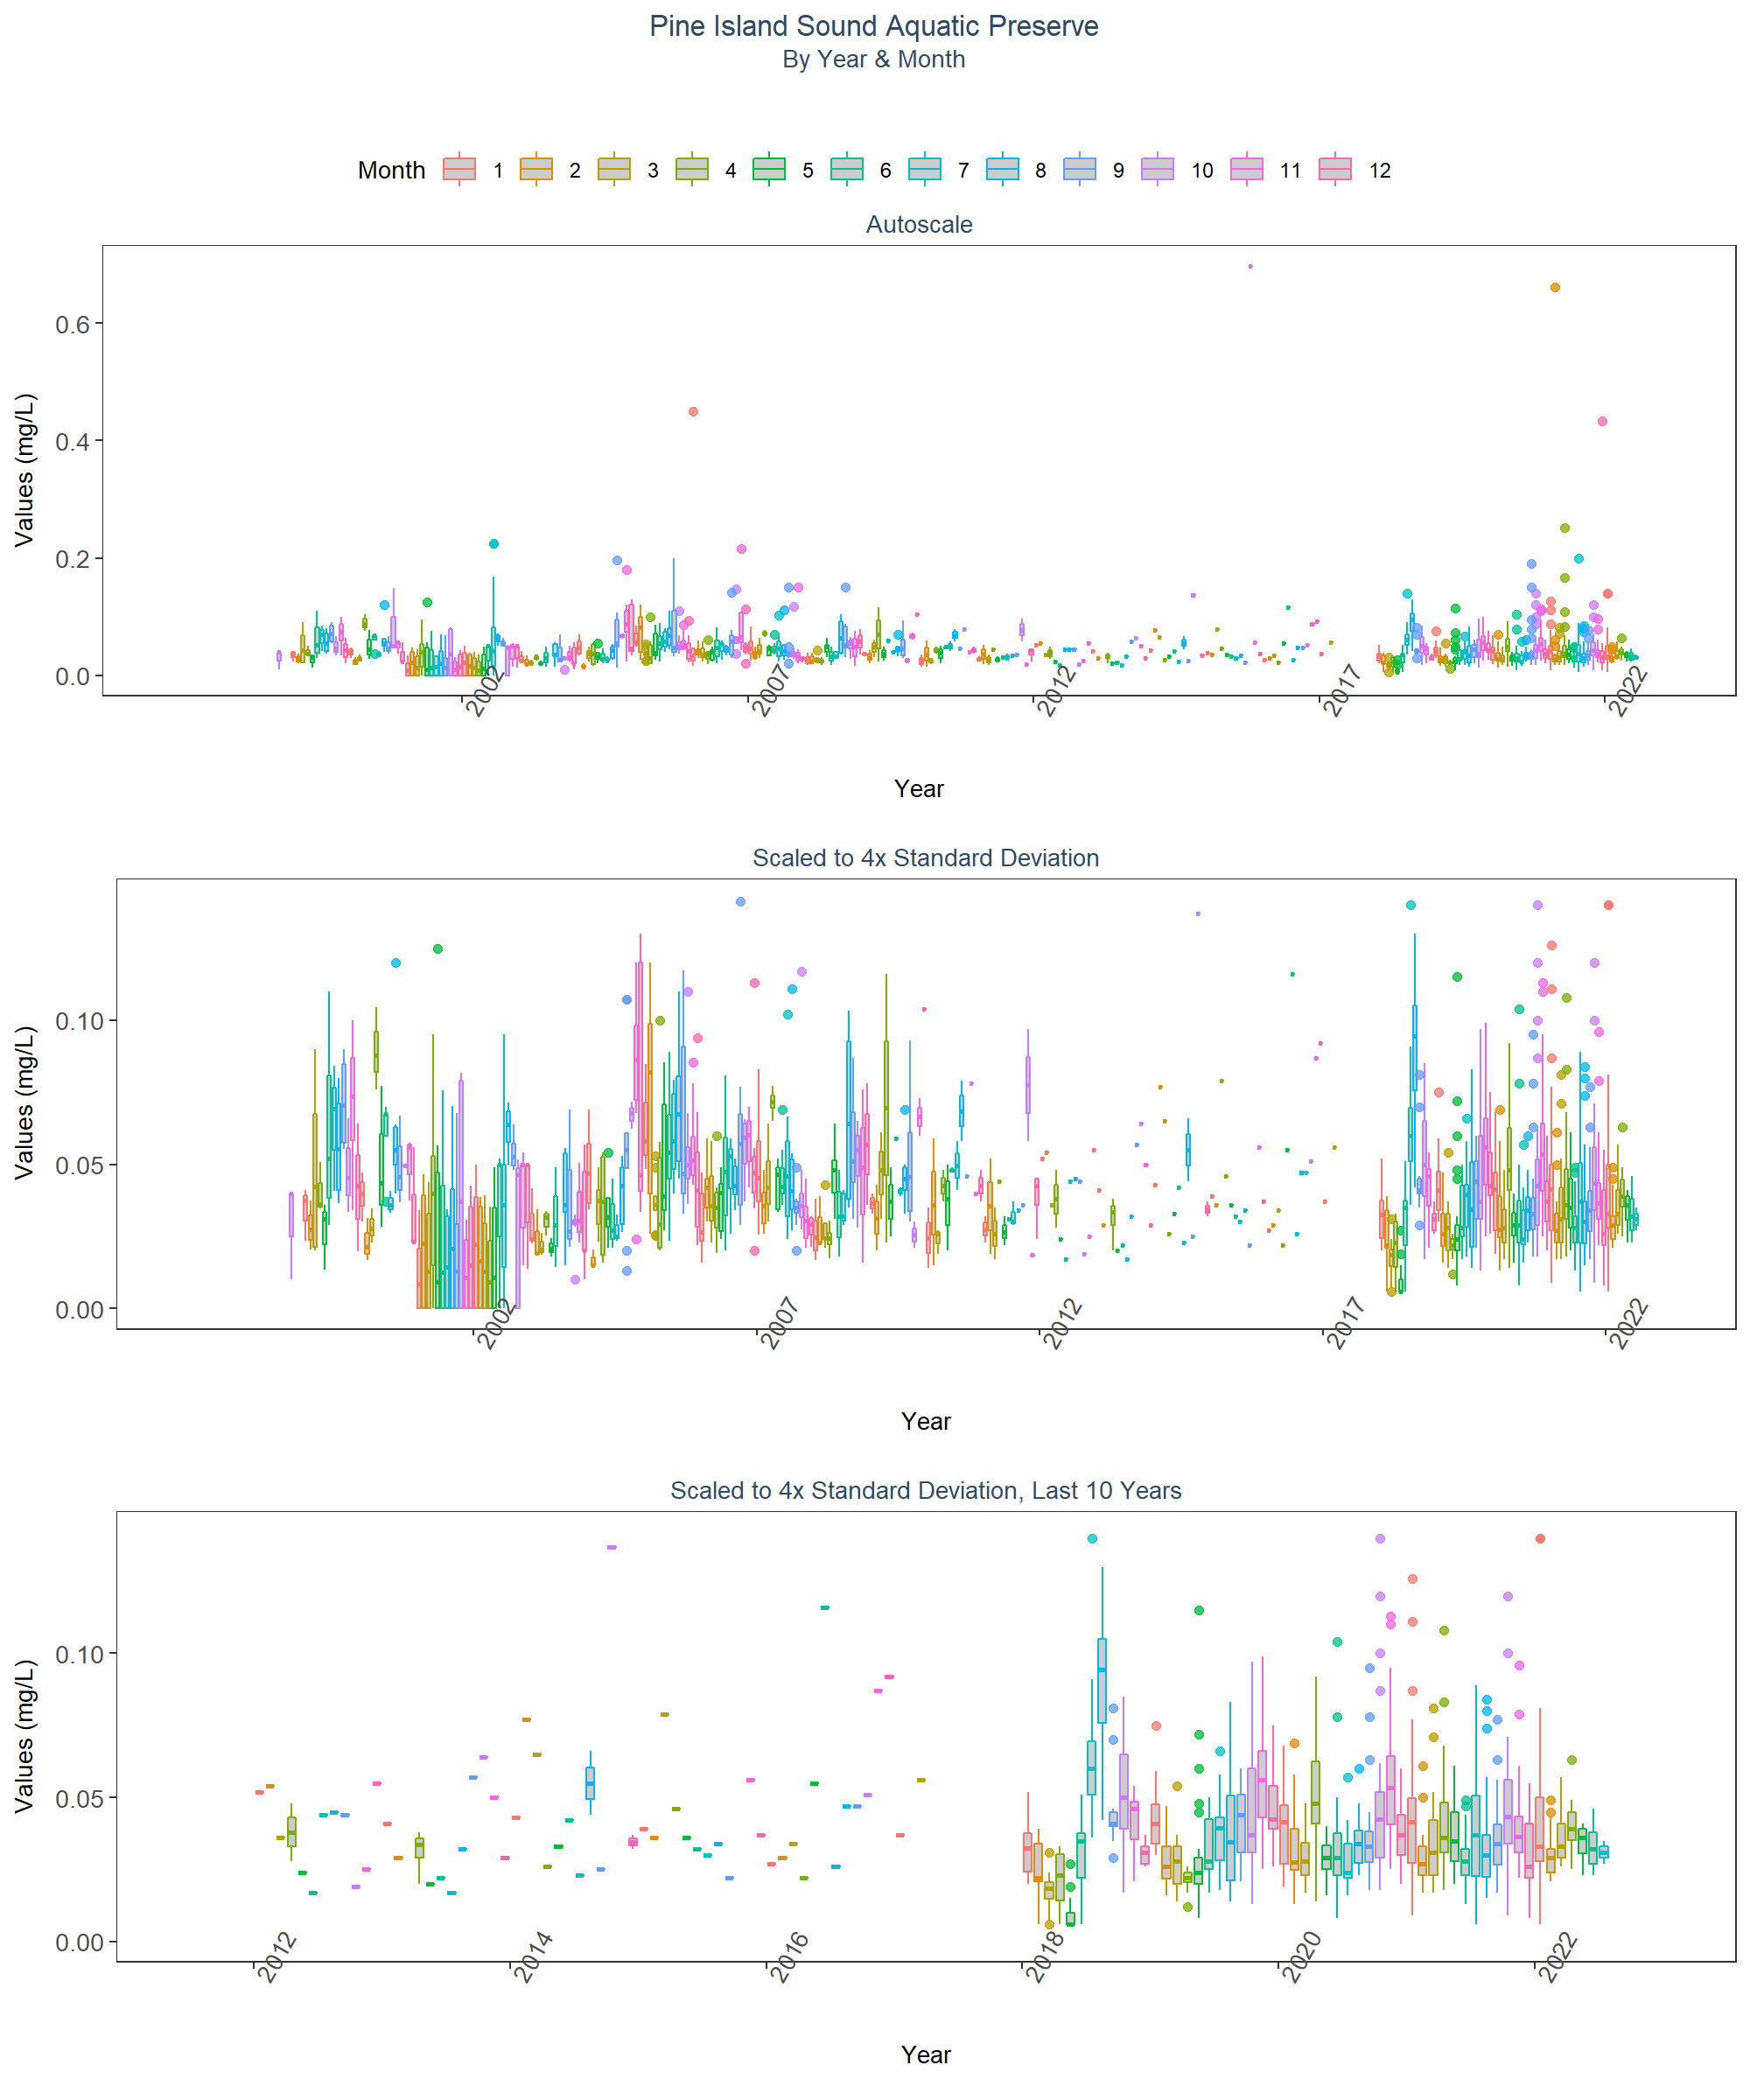 Pine Island Sound Aquatic Preserve
By Year & Month
Month 1 2 3 4 5 6 7 8 9 10 11 12
Autoscale
Values (mg/L)
0.6
0.4
0.2
0.0
2002 2007 2012 2017 2022
Year
Scaled to 4x Standard Deviation
Values (mg/L)
0.10
0.05
0.00
2002 2007 2012 2017 2022
Year
Scaled to 4x Standard Deviation, Last 10 Years
Values (mg/L)
0.10
0.05
0.00
2012 2014 2016 2018 2020 2022
Year